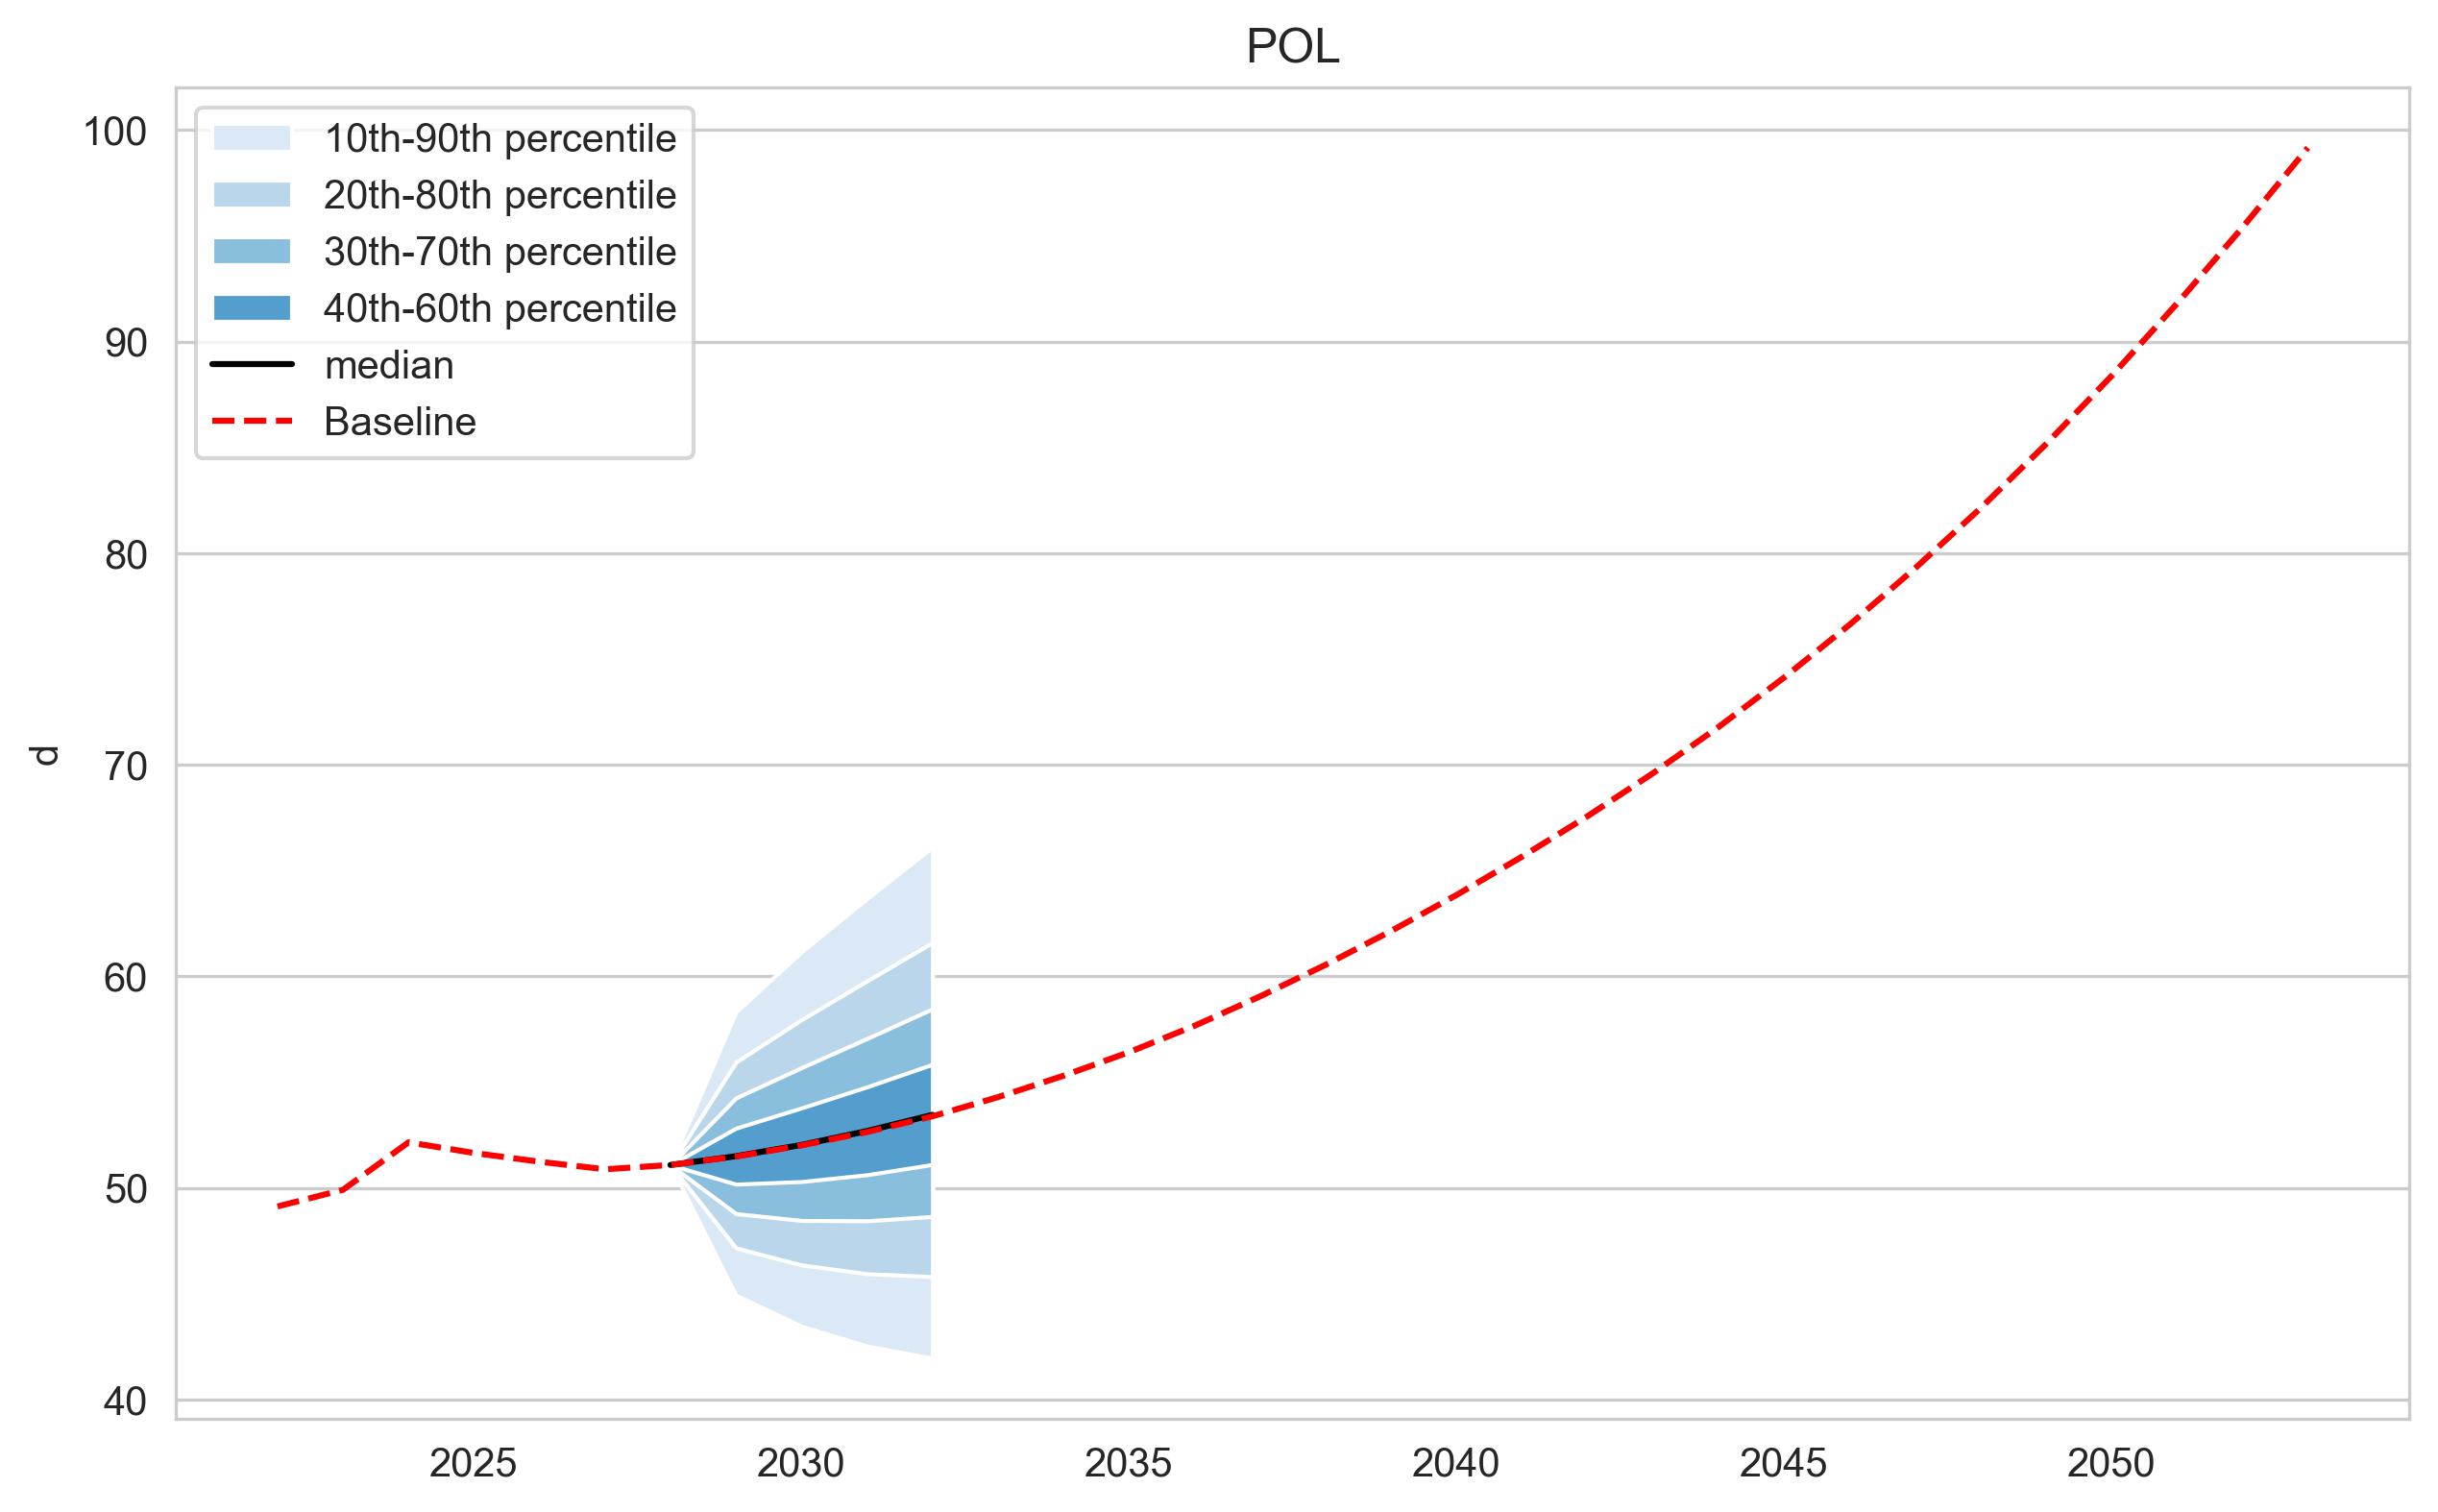 POL
10th-90th percentile
20th-80th percentile
30th-70th percentile
40th-60th percentile
median
Baseline
100
90
80
70
60
50
40
d
2025
2030
2035
2040
2045
2050